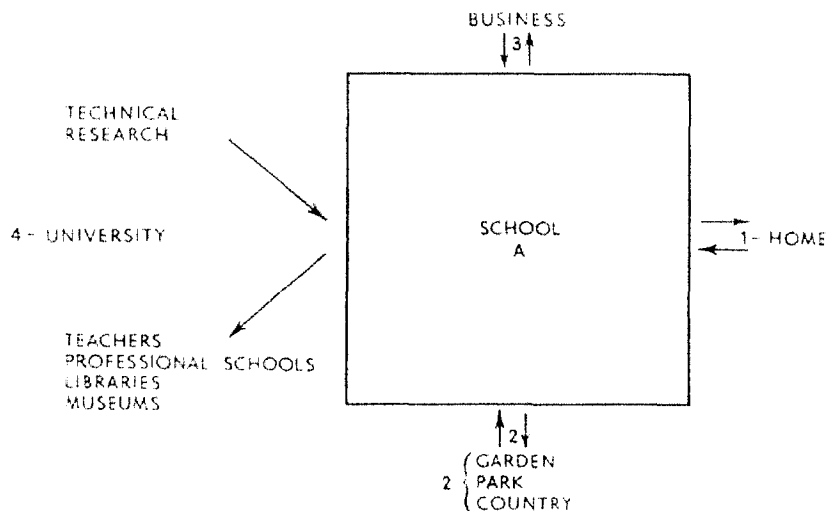 BUSINESS
3
TECHNICAL
RESEARCH
4 - UNIVERSITY
SCHOOL
A
1 - HOME
TEACHERS
PROFESSIONAL SCHOOLS
LIBRARIES
MUSEUMS
2
2 { GARDEN
PARK
COUNTRY